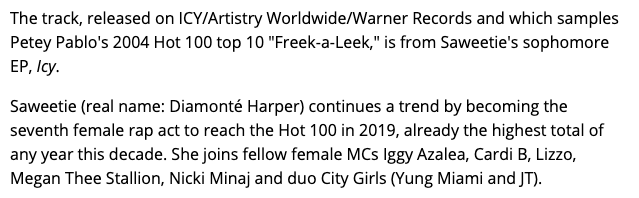 The track, released on ICY/Artistry Worldwide/Warner Records and which samples
Petey Pablo's 2004 Hot 100 top 10 "Freek-a-Leek," is from Saweetie's sophomore
EP, Icy.
Saweetie (real name: Diamonté Harper) continues a trend by becoming the
seventh female rap act to reach the Hot 100 in 2019, already the highest total of
any year this decade. She joins fellow female MCs Iggy Azalea, Cardi B, Lizzo,
Megan Thee Stallion, Nicki Minaj and duo City Girls (Yung Miami and JT).